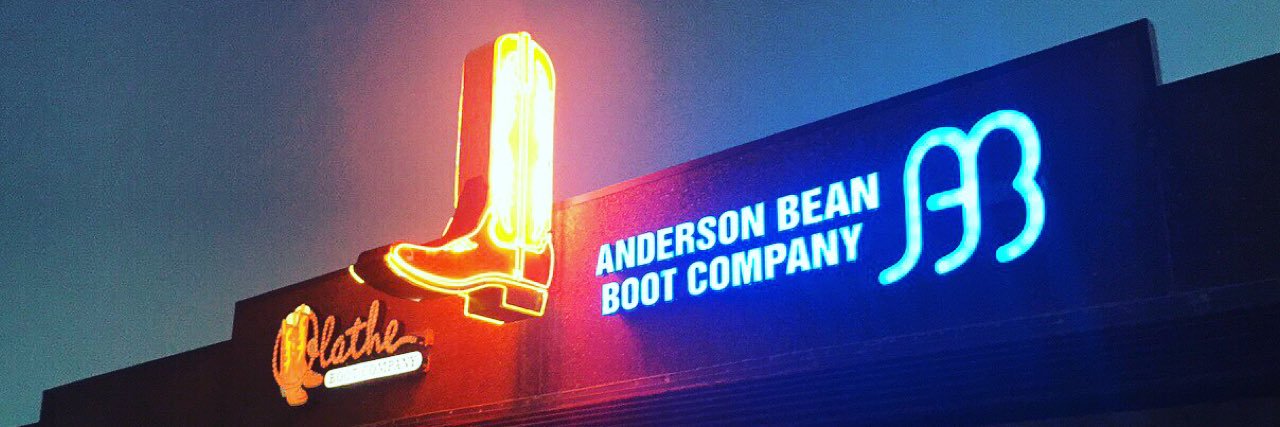 Olathe
BOOT COMPANY
ANDERSON BEAN
BOOT COMPANY
AB